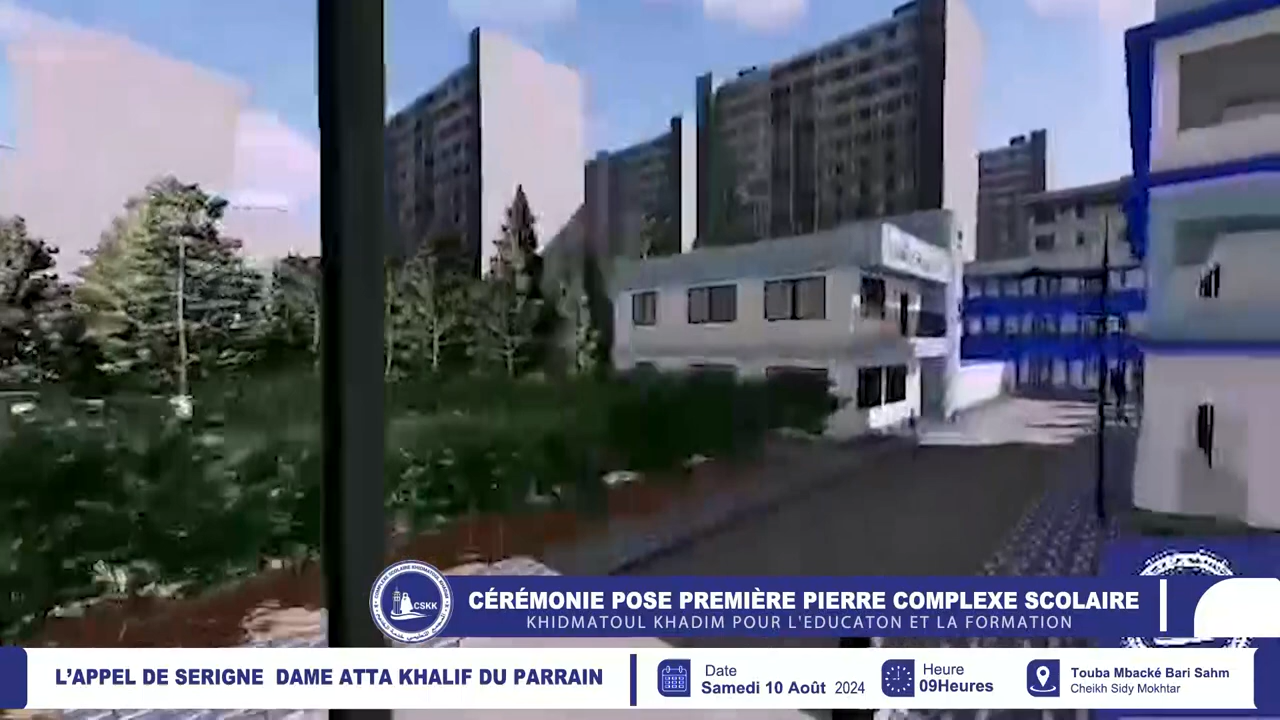 CSKK
CÉRÉMONIE POSE PREMIÈRE PIERRE COMPLEXE SCOLAIRE
KHIDMATOUL KHADIM POUR L'EDUCATON ET LA FORMATION
L'APPEL DE SERIGNE DAME ATTA KHALIF DU PARRAIN
Date
Samedi 10 Août 2024
Heure
09Heures
Touba Mbacké Bari Sahm
Cheikh Sidy Mokhtar